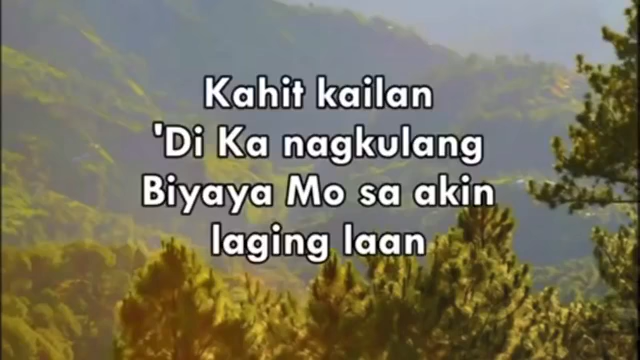 Kahit kailan
'Di Ka nagkulang
Biyaya Mo sa akin
laging laan